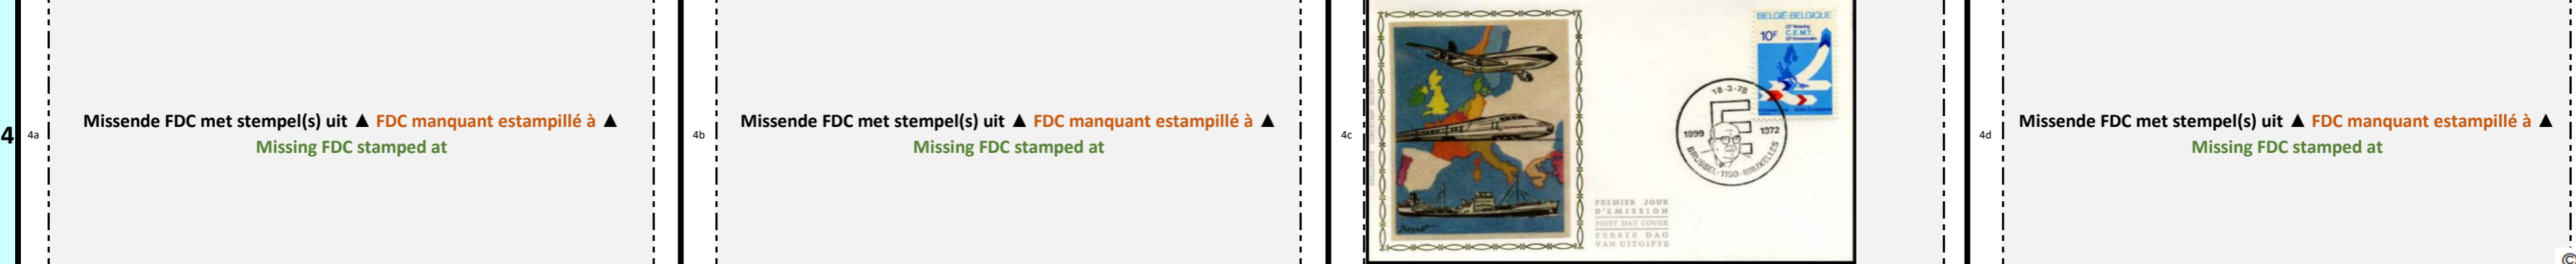 4
4a
Missende FDC met stempel(s) uit ▲ FDC manquant estampillé à ▲
Missing FDC stamped at
4b
Missende FDC met stempel(s) uit ▲ FDC manquant estampillé à ▲
Missing FDC stamped at
4c
BELGIË-BELGIQUE
10F
C.E.M.T.
18-3-78
1899
1972
BRUSSEL-1150-BRUXELLES
PREMIER JOUR
D'EMISSION
FIRST DAY COVER
EERSTE DAG
VAN UITGIFTE
4d
Missende FDC met stempel(s) uit ▲ FDC manquant estampillé à ▲
Missing FDC stamped at
©